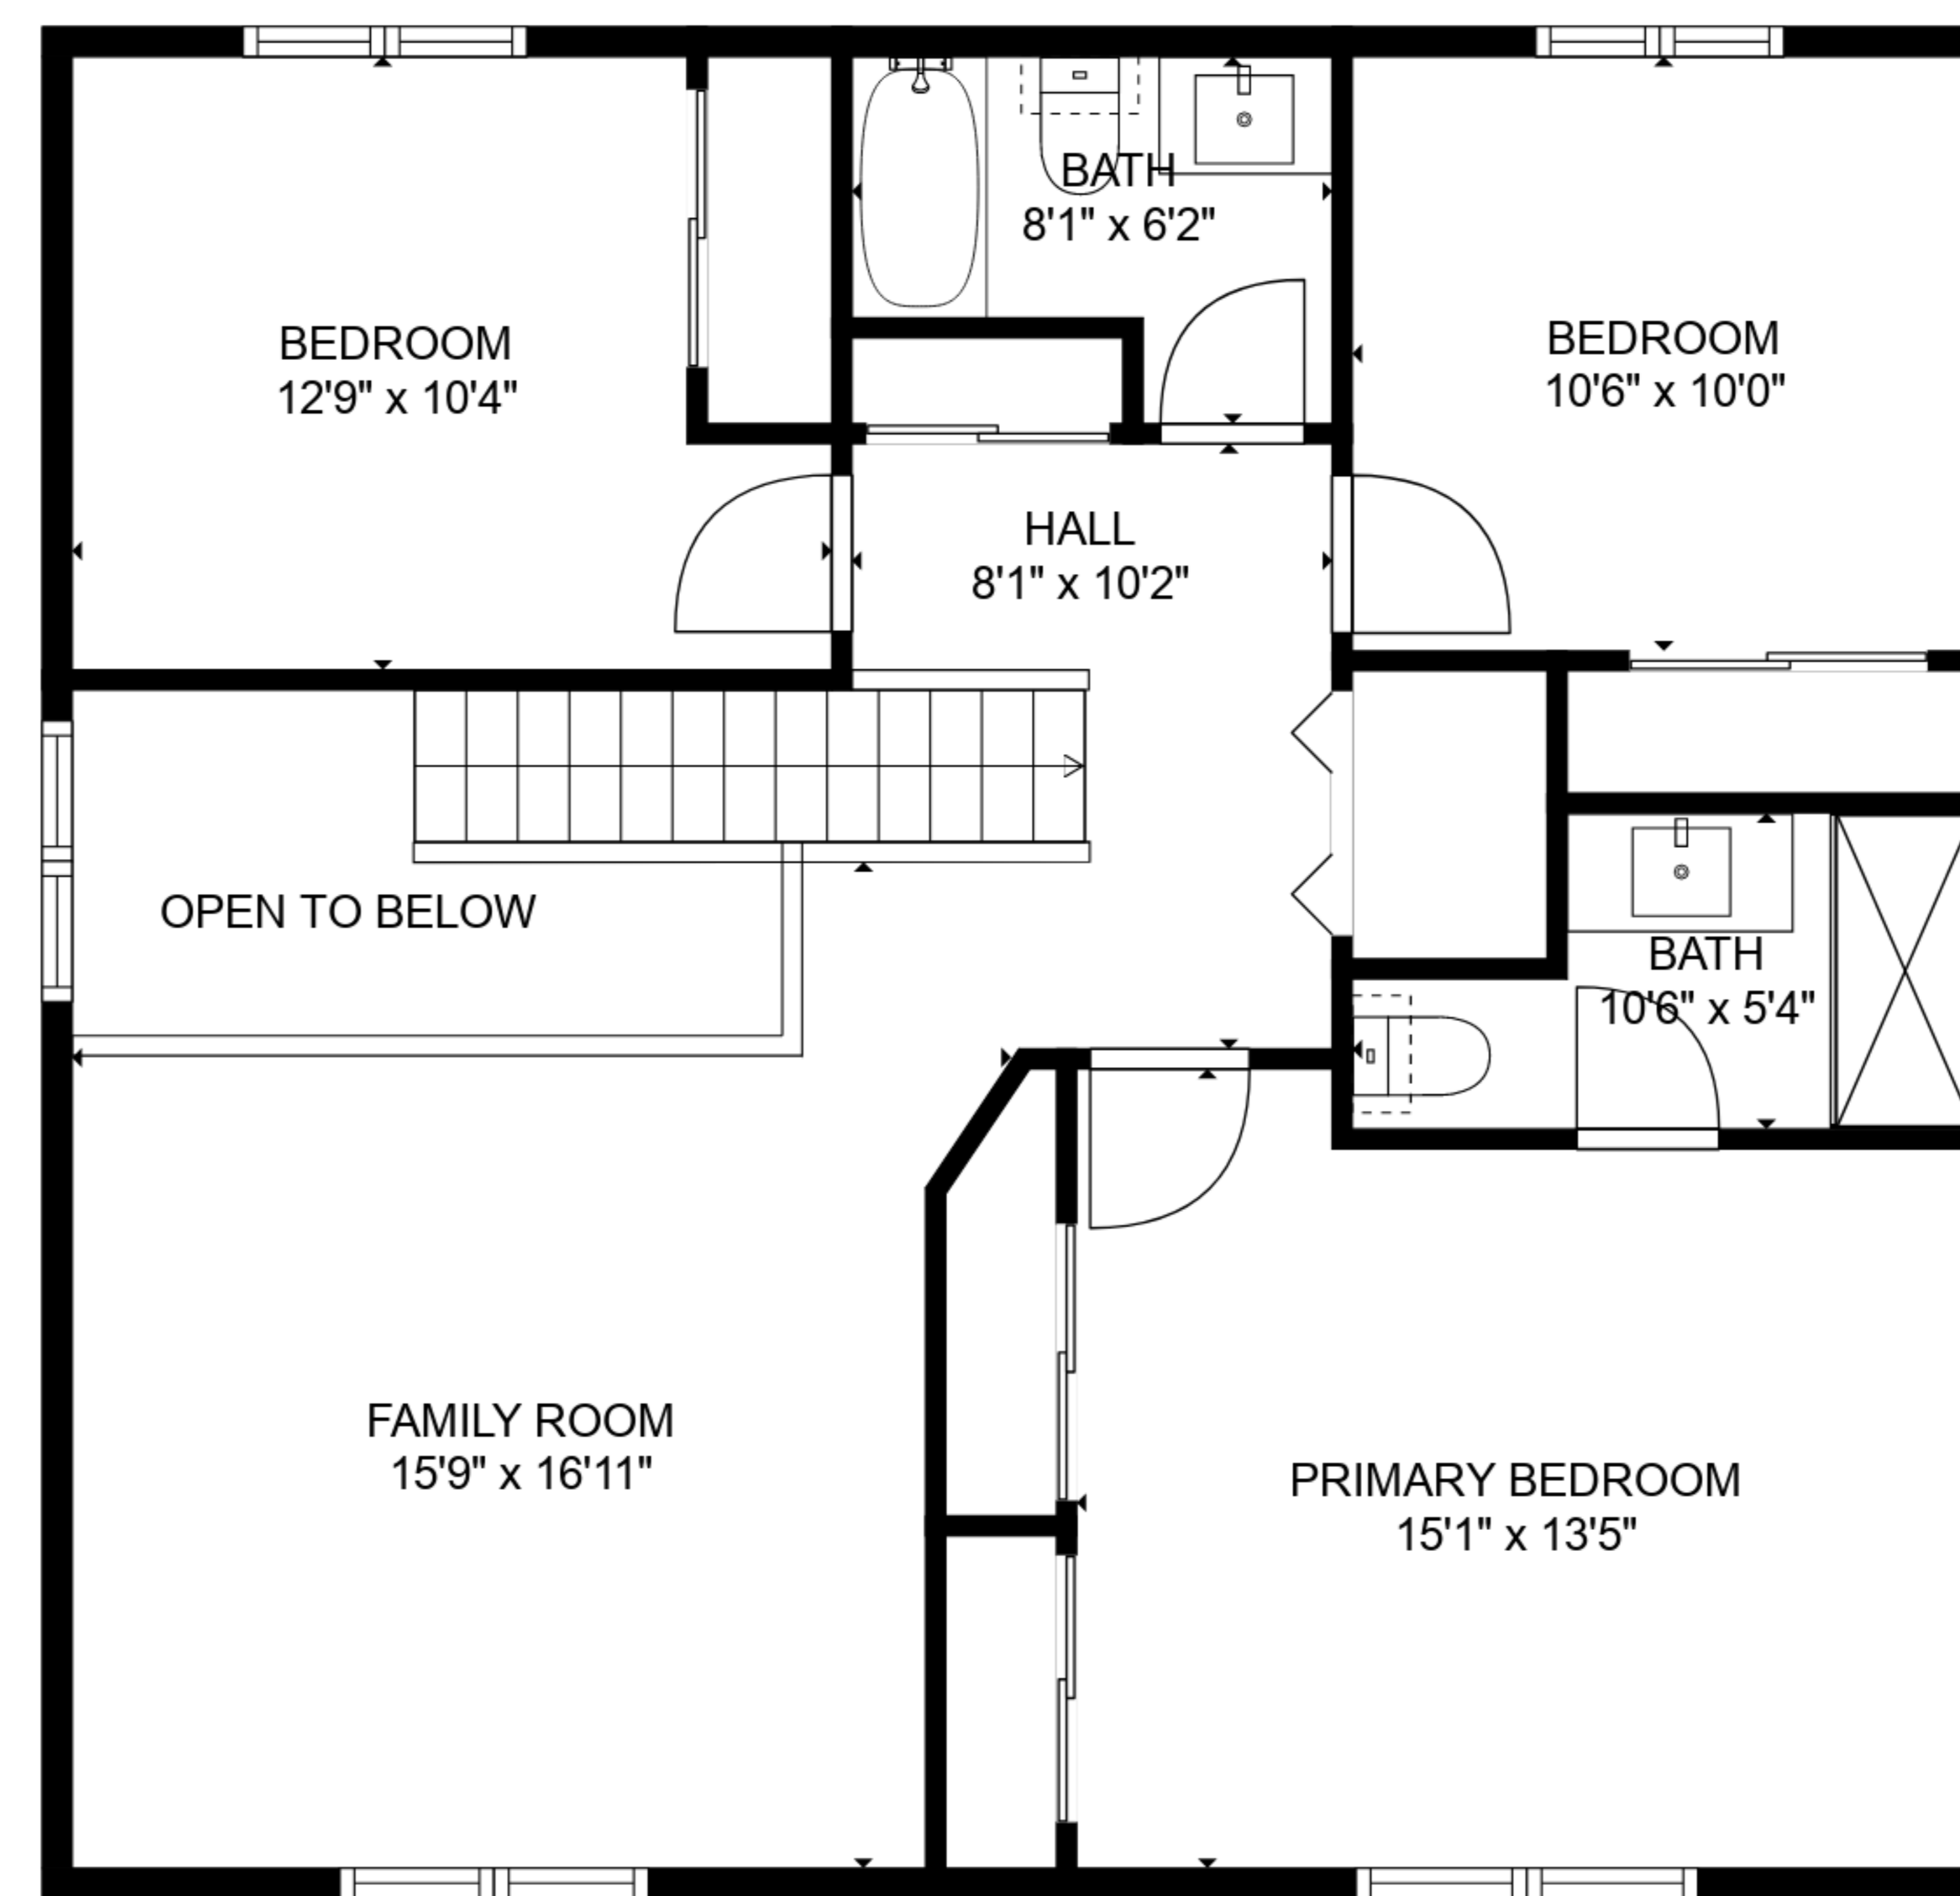 BATH
8'1" x 6'2"
BEDROOM
12'9" x 10'4"
BEDROOM
10'6" x 10'0"
HALL
8'1" x 10'2"
OPEN TO BELOW
BATH
10'6" x 5'4"
FAMILY ROOM
15'9" x 16'11"
PRIMARY BEDROOM
15'1" x 13'5"